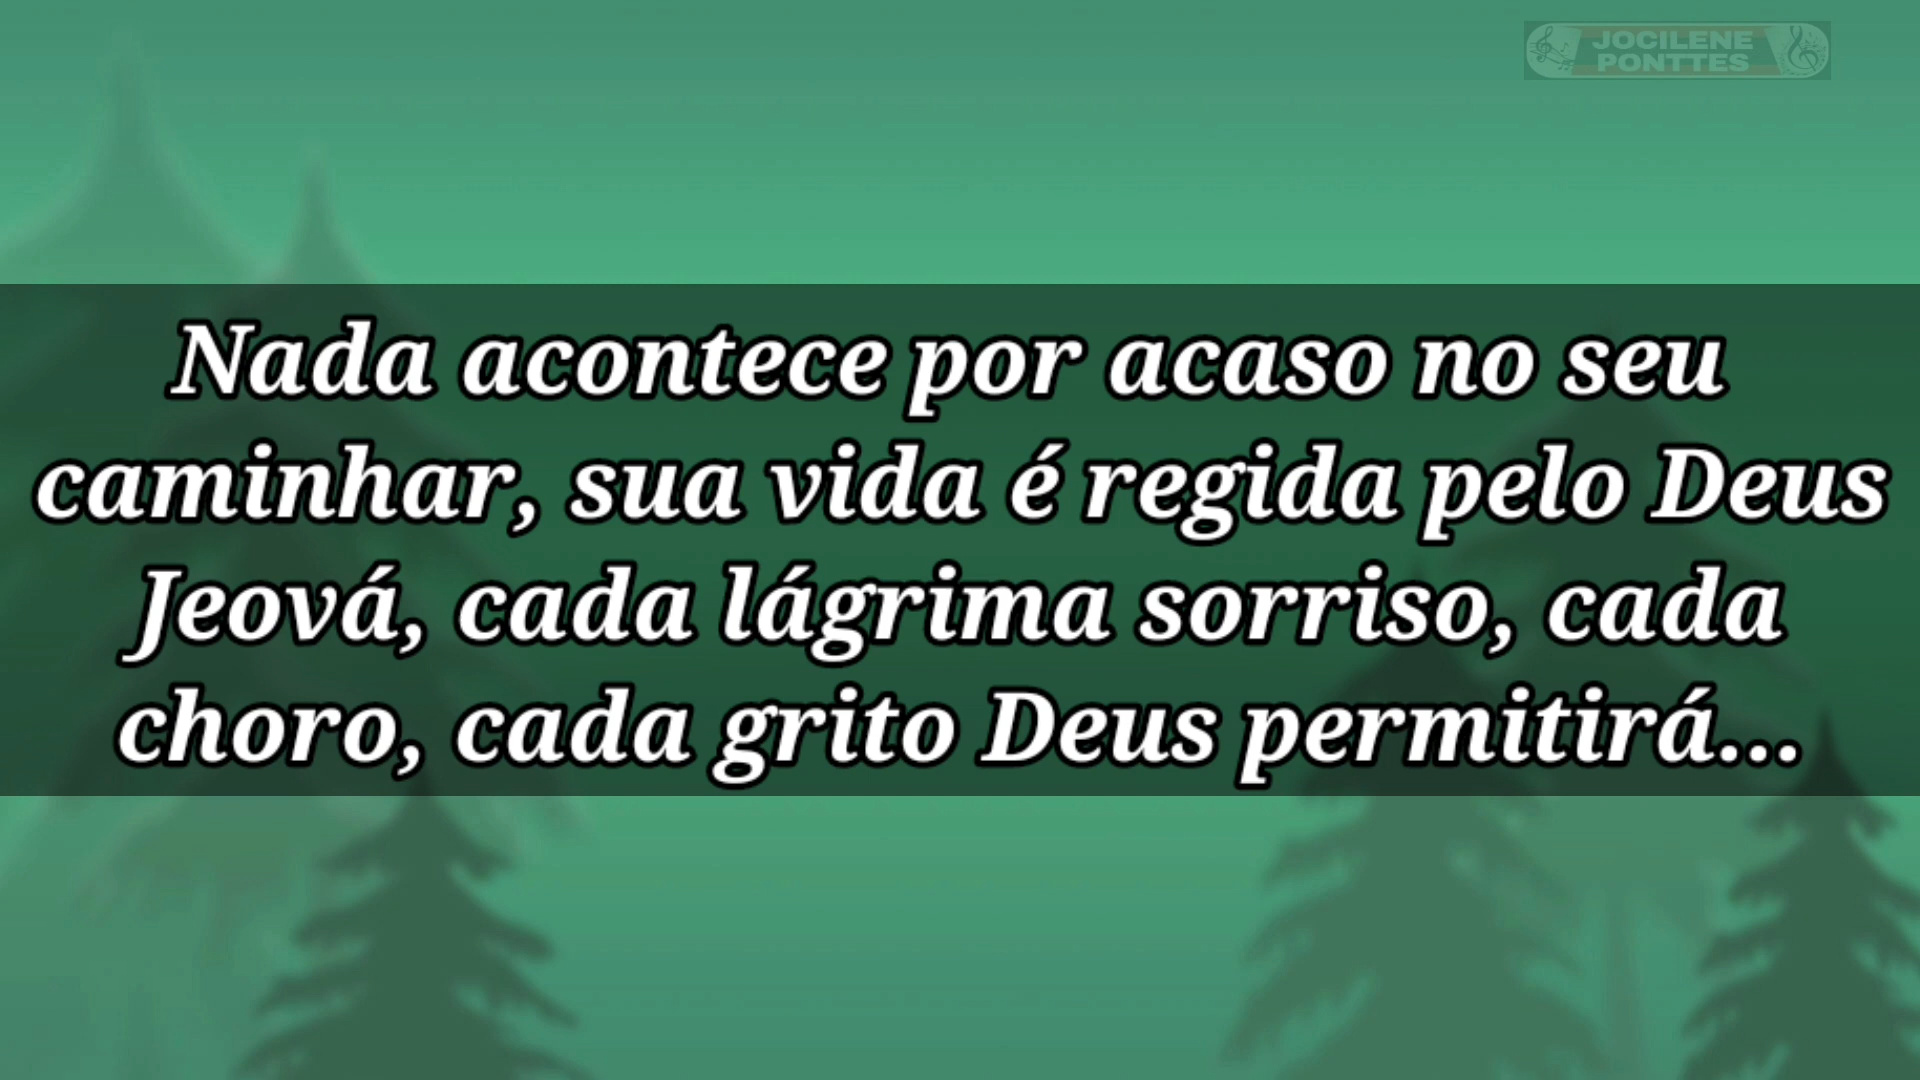 JOCILENE
PONTTES
Nada acontece por acaso no seu
caminhar, sua vida é regida pelo Deus
Jeová, cada lágrima sorriso, cada
choro, cada grito Deus permitirá...